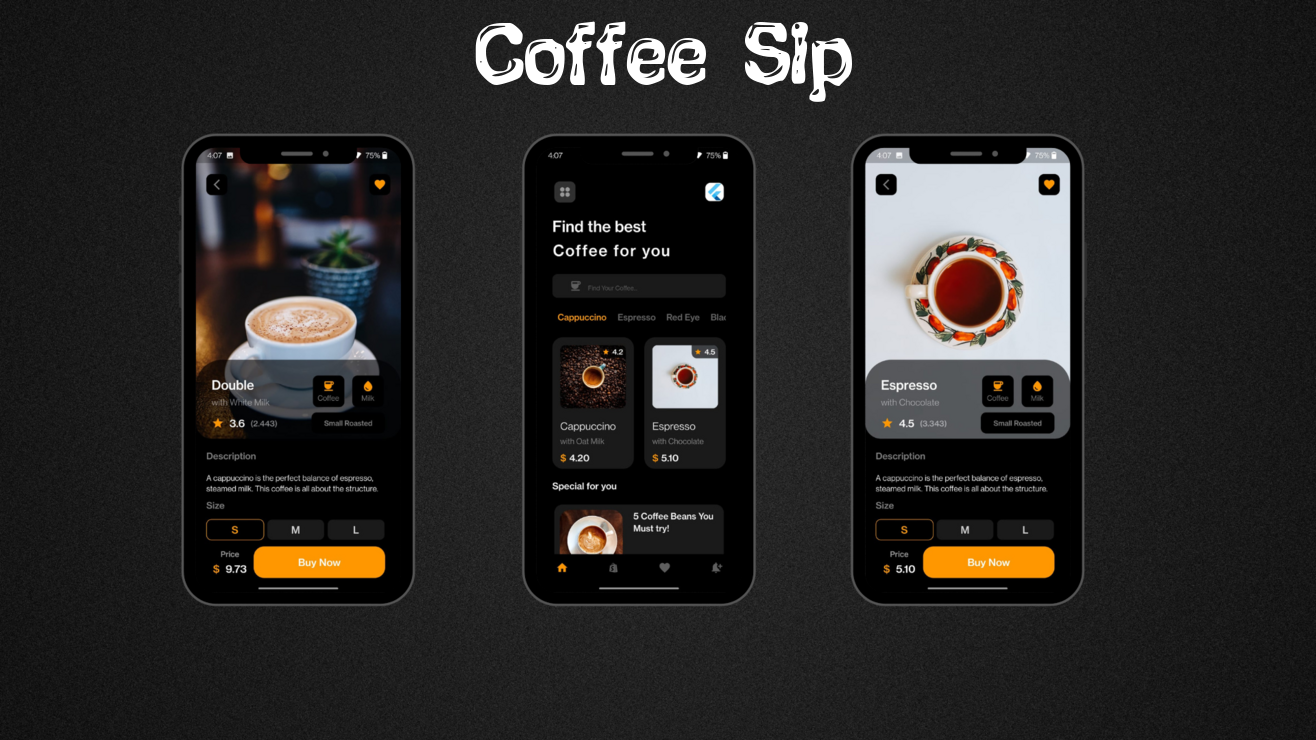 Coffee Sip
4:07 75%
Double
with White Milk
Coffee Milk
3.6 (2.443)
Small Roasted
Description
A cappuccino is the perfect balance of espresso,
steamed milk. This coffee is all about the structure.
Size
S M L
Price
$ 9.73
Buy Now
4:07 75%
Find the best
Coffee for you
Find Your Coffee..
Cappuccino Espresso Red Eye Blac
4.2
Cappuccino
with Oat Milk
$ 4.20
4.5
Espresso
with Chocolate
$ 5.10
Special for you
5 Coffee Beans You
Must try!
4:07 75%
Espresso
with Chocolate
Coffee Milk
4.5 (3.343)
Small Roasted
Description
A cappuccino is the perfect balance of espresso,
steamed milk. This coffee is all about the structure.
Size
S M L
Price
$ 5.10
Buy Now